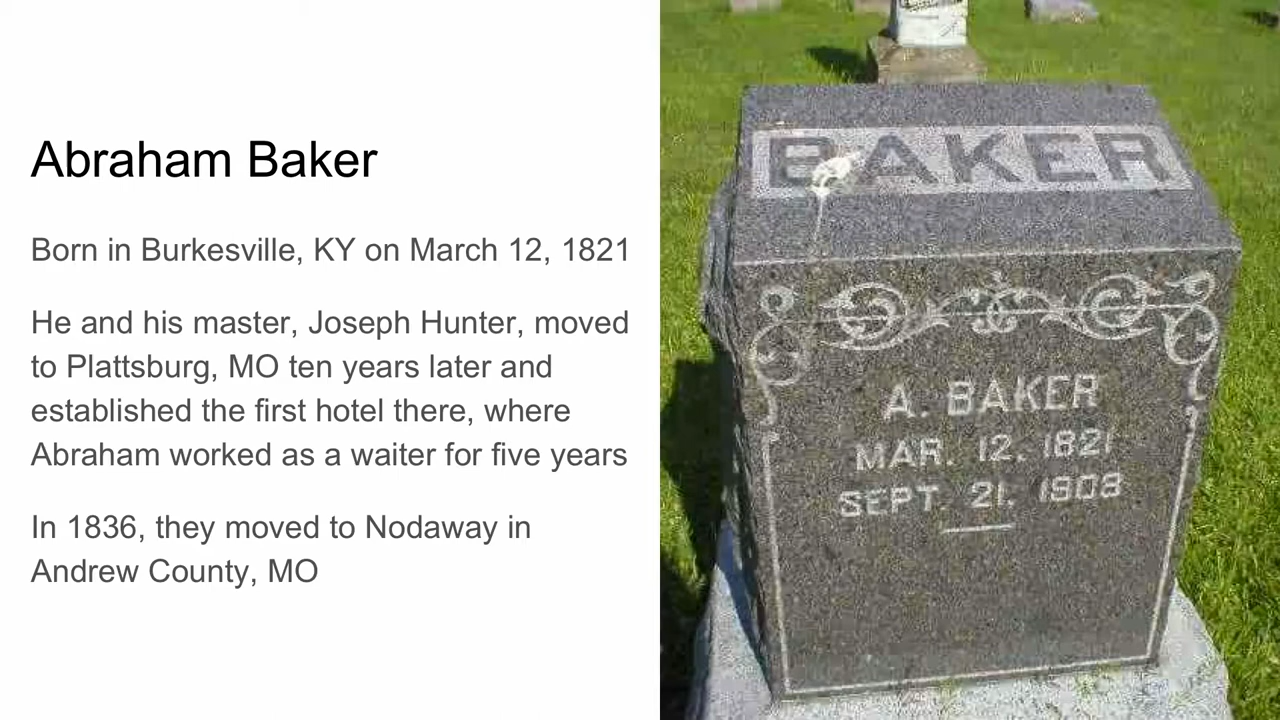 Abraham Baker
Born in Burkesville, KY on March 12, 1821
He and his master, Joseph Hunter, moved
to Plattsburg, MO ten years later and
established the first hotel there, where
Abraham worked as a waiter for five years
In 1836, they moved to Nodaway in
Andrew County, MO
BAKER
A. BAKER
MAR. 12. 1821
SEPT. 21. 1908